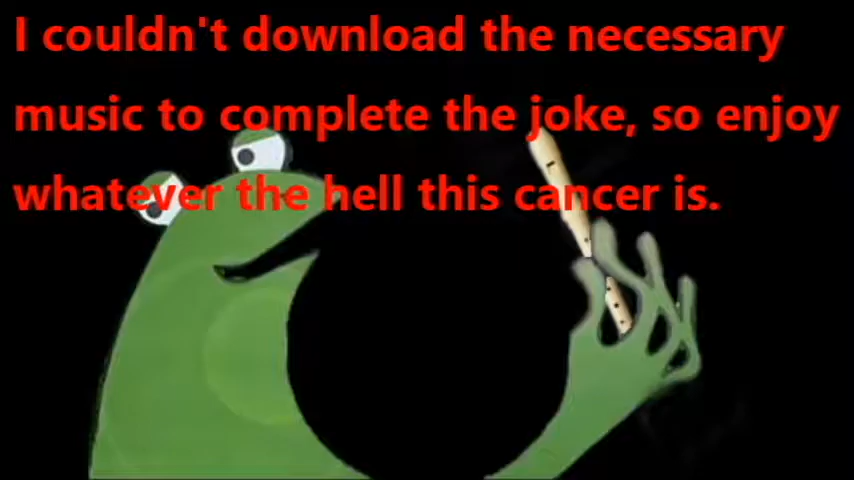 I couldn't download the necessary
music to complete the joke, so enjoy
whatever the hell this cancer is.